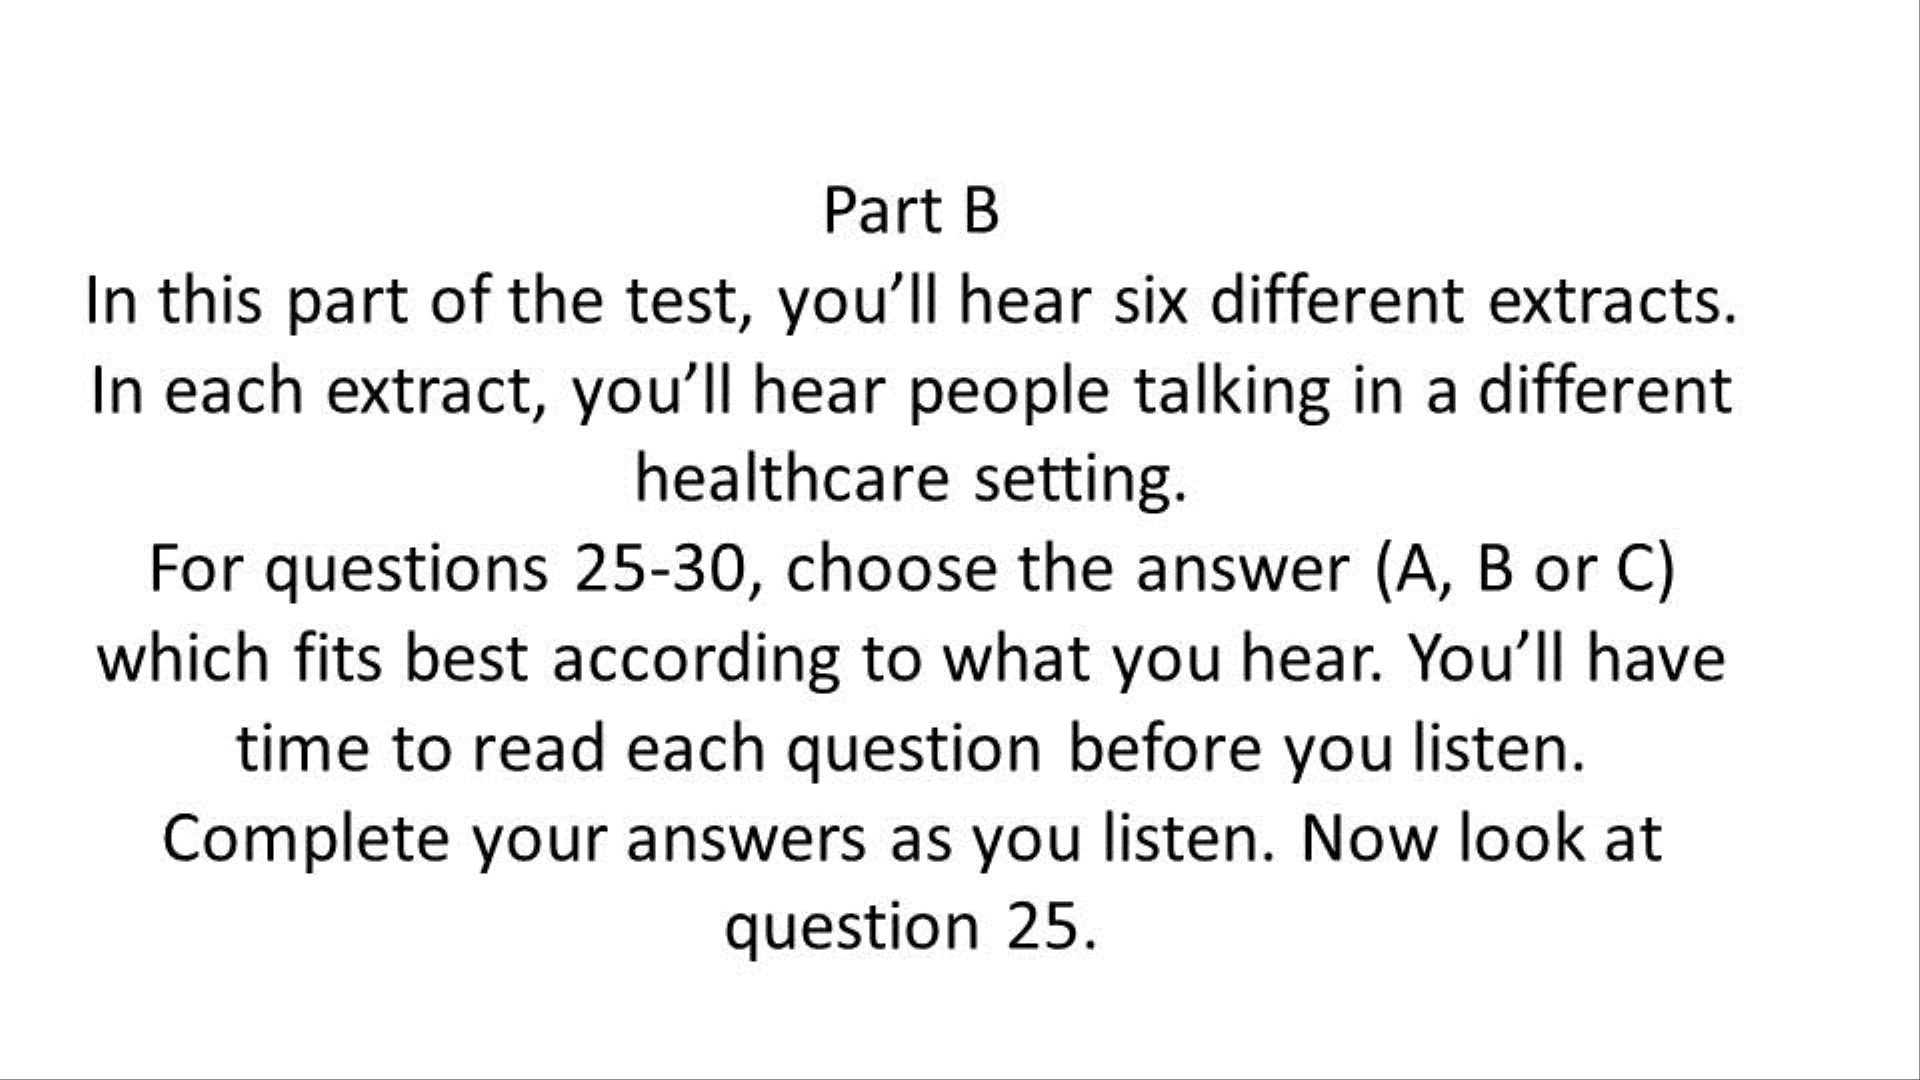 Part B
In this part of the test, you’ll hear six different extracts.
In each extract, you’ll hear people talking in a different
healthcare setting.
For questions 25-30, choose the answer (A, B or C)
which fits best according to what you hear. You’ll have
time to read each question before you listen.
Complete your answers as you listen. Now look at
question 25.